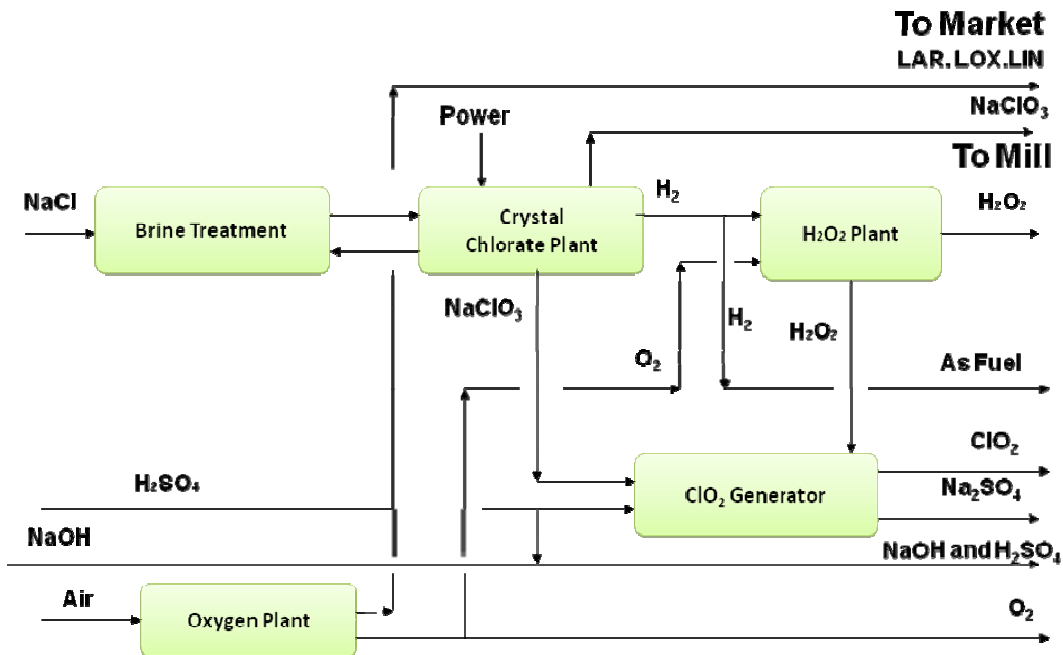 To Market
LAR.LOX.LIN
NaClO₃
Power
To Mill
NaCl
Brine Treatment
Crystal
Chlorate Plant
H₂
H₂O₂ Plant
H₂O₂
NaClO₃
H₂
H₂O₂
O₂
As Fuel
ClO₂
H₂SO₄
ClO₂ Generator
Na₂SO₄
NaOH
NaOH and H₂SO₄
Air
Oxygen Plant
O₂